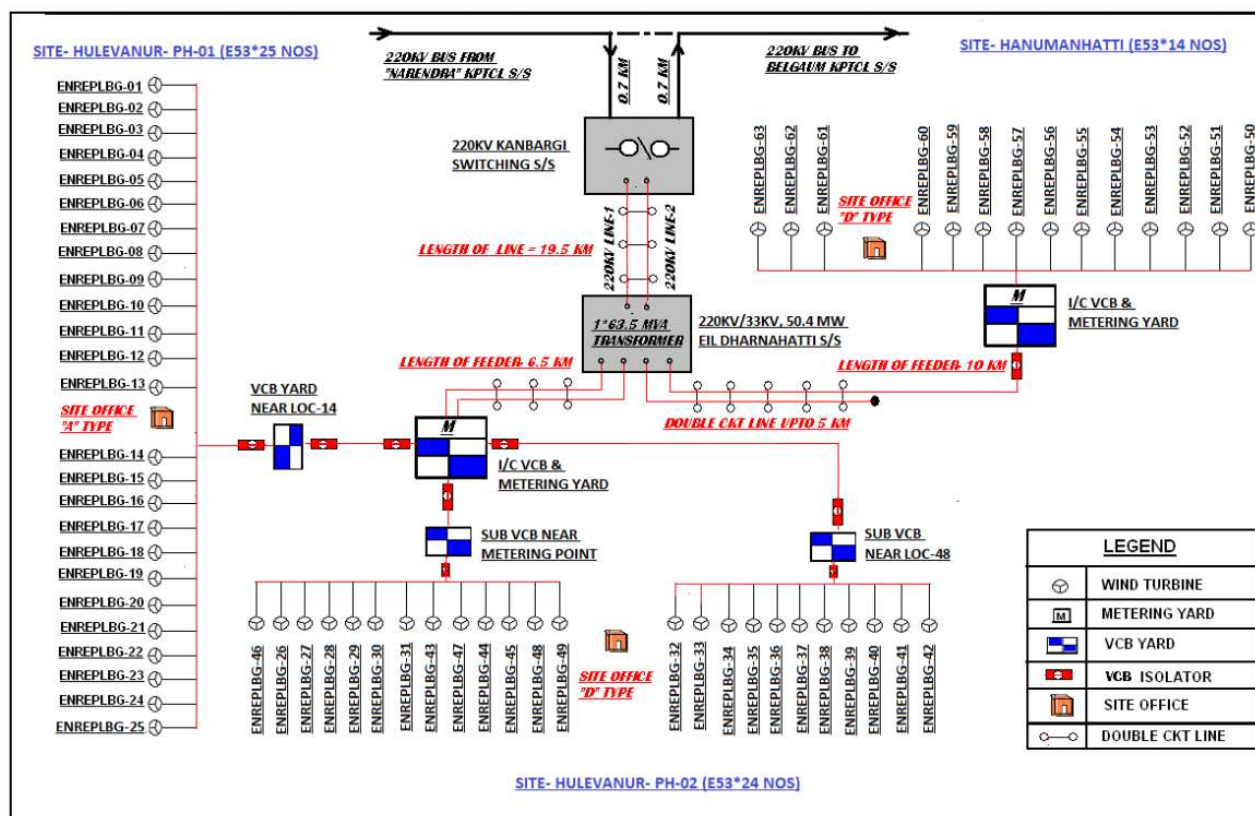 SITE- HULEVANUR- PH-01 (E53*25 NOS)
220KV BUS FROM
"NARENDRA" KPTCL S/S
0.7 KM
0.7 KM
220KV BUS TO
BELGAUM KPTCL S/S
SITE- HANUMANHATTI (E53*14 NOS)
ENREPLBG-01
ENREPLBG-02
ENREPLBG-03
ENREPLBG-04
ENREPLBG-05
ENREPLBG-06
ENREPLBG-07
ENREPLBG-08
ENREPLBG-09
ENREPLBG-10
ENREPLBG-11
ENREPLBG-12
ENREPLBG-13
SITE OFFICE
"A" TYPE
ENREPLBG-14
ENREPLBG-15
ENREPLBG-16
ENREPLBG-17
ENREPLBG-18
ENREPLBG-19
ENREPLBG-20
ENREPLBG-21
ENREPLBG-22
ENREPLBG-23
ENREPLBG-24
ENREPLBG-25
220KV KANBARGI
SWITCHING S/S
LENGTH OF LINE = 19.5 KM
220KV LINE-1
220KV LINE-2
1*63.5 MVA
TRANSFORMER
220KV/33KV, 50.4 MW
EIL DHARNAHATTI S/S
ENREPLBG-63
ENREPLBG-62
ENREPLBG-61
SITE OFFICE
"D" TYPE
ENREPLBG-60
ENREPLBG-59
ENREPLBG-58
ENREPLBG-57
ENREPLBG-56
ENREPLBG-55
ENREPLBG-54
ENREPLBG-53
ENREPLBG-52
ENREPLBG-51
ENREPLBG-50
M
I/C VCB &
METERING YARD
LENGTH OF FEEDER- 6.5 KM
LENGTH OF FEEDER- 10 KM
DOUBLE CKT LINE UPTO 5 KM
VCB YARD
NEAR LOC-14
M
I/C VCB &
METERING YARD
SUB VCB NEAR
METERING POINT
SUB VCB
NEAR LOC-48
ENREPLBG-46
ENREPLBG-26
ENREPLBG-27
ENREPLBG-28
ENREPLBG-29
ENREPLBG-30
ENREPLBG-31
ENREPLBG-43
ENREPLBG-47
ENREPLBG-44
ENREPLBG-45
ENREPLBG-48
ENREPLBG-49
SITE OFFICE
"D" TYPE
ENREPLBG-32
ENREPLBG-33
ENREPLBG-34
ENREPLBG-35
ENREPLBG-36
ENREPLBG-37
ENREPLBG-38
ENREPLBG-39
ENREPLBG-40
ENREPLBG-41
ENREPLBG-42
SITE- HULEVANUR- PH-02 (E53*24 NOS)
LEGEND
WIND TURBINE
M METERING YARD
VCB YARD
VCB ISOLATOR
SITE OFFICE
DOUBLE CKT LINE